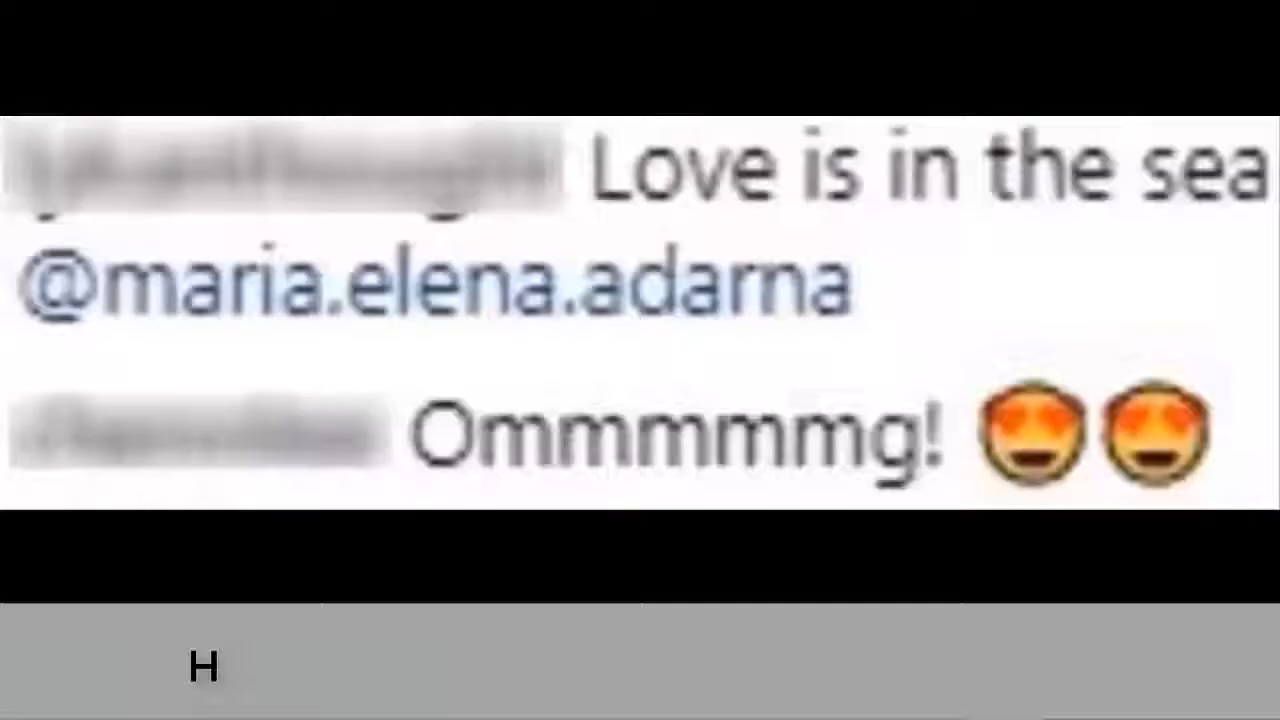 Love is in the sea
@maria.elena.adarna
Ommmmmg! 😍😍
H